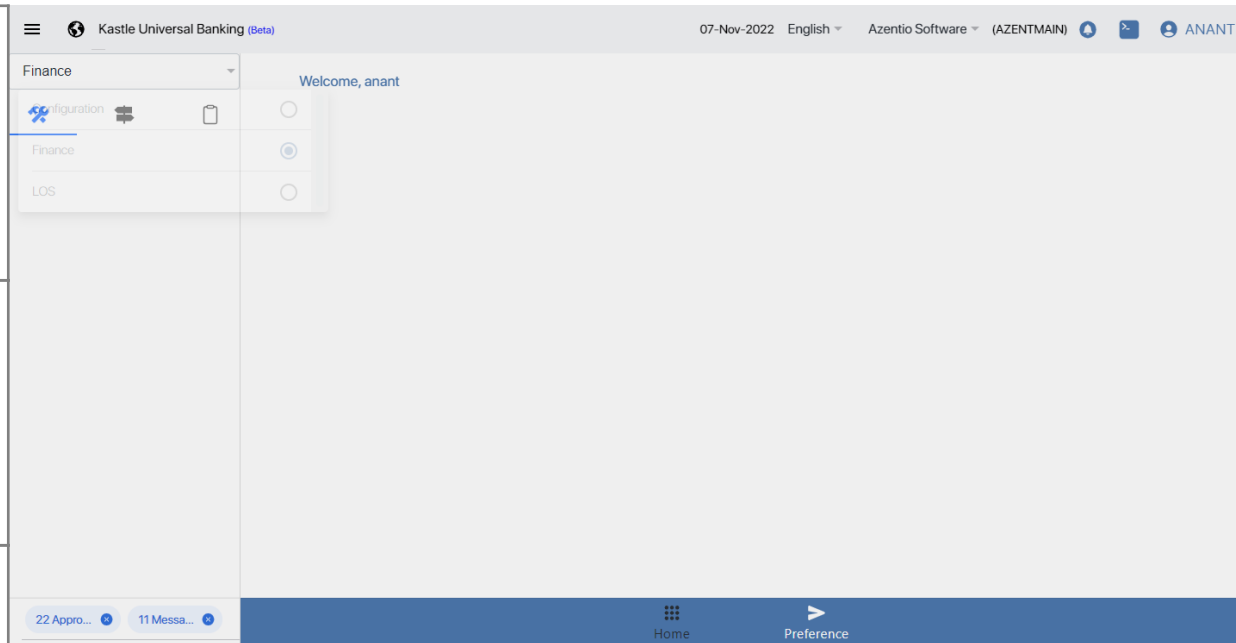 Kastle Universal Banking (Beta)
07-Nov-2022 English Azentio Software (AZENTMAIN) ANANT
Finance
Welcome, anant
Configuration
Finance
LOS
22 Appro... 11 Messa...
Home Preference